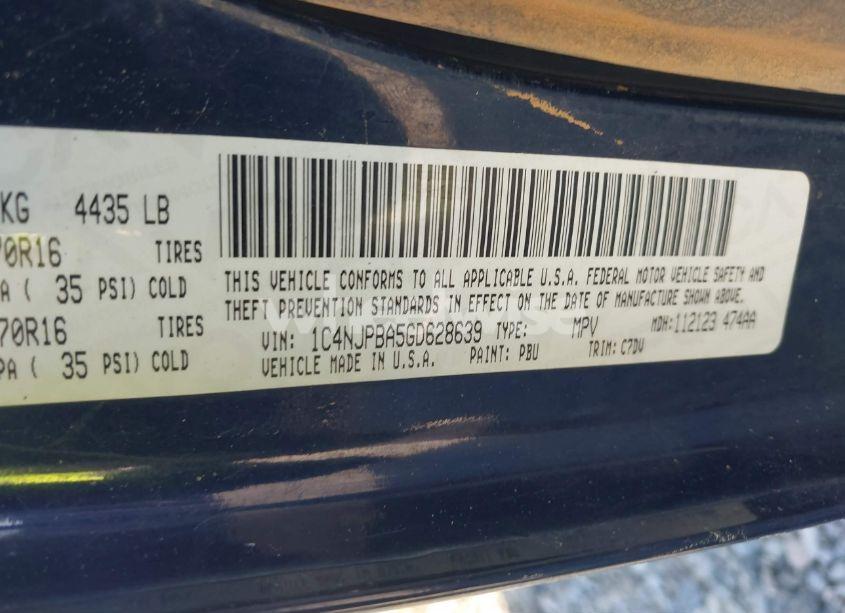 KG 4435 LB
70R16 TIRES
PA ( 35 PSI) COLD
70R16 TIRES
PA ( 35 PSI) COLD
THIS VEHICLE CONFORMS TO ALL APPLICABLE U.S.A. FEDERAL MOTOR VEHICLE SAFETY AND
THEFT PREVENTION STANDARDS IN EFFECT ON THE DATE OF MANUFACTURE SHOWN ABOVE.
VIN: 1C4NJPBA5GD628639 TYPE: MPV MDH: 112123 474AA
VEHICLE MADE IN U.S.A. PAINT: PBU TRIM: C7DV